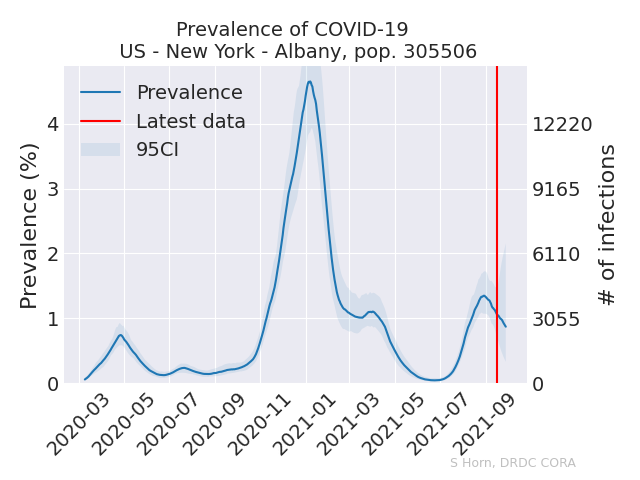 Prevalence of COVID-19
US - New York - Albany, pop. 305506
Prevalence
Latest data
95CI
Prevalence (%)
4
3
2
1
0
12220
9165
6110
3055
0
# of infections
2020-03
2020-05
2020-07
2020-09
2020-11
2021-01
2021-03
2021-05
2021-07
2021-09
S Horn, DRDC CORA